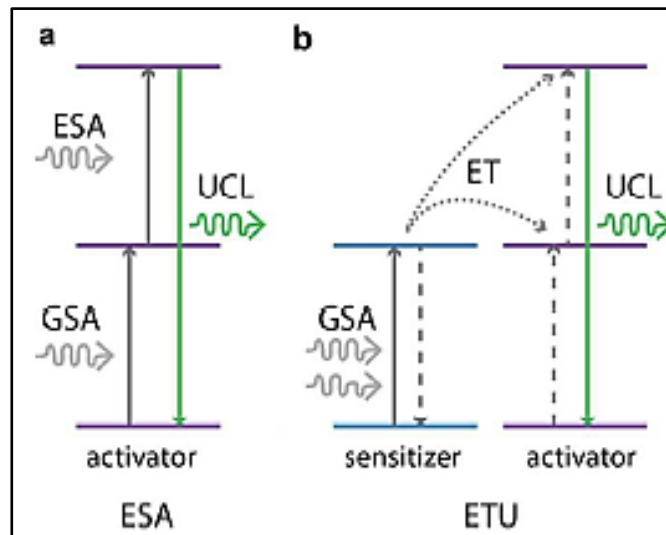 a
ESA
UCL
GSA
activator
ESA
b
ET
UCL
GSA
sensitizer
activator
ETU